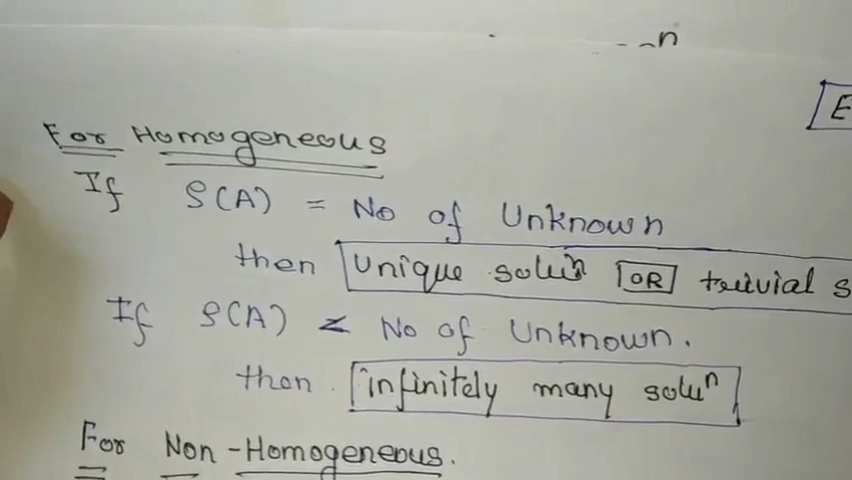 --n
E
For Homogeneous
If ρ(A) = No of Unknown
then Unique soluⁿ OR trivial s
If ρ(A) < No of Unknown.
then infinitely many soluⁿ
For Non-Homogeneous.